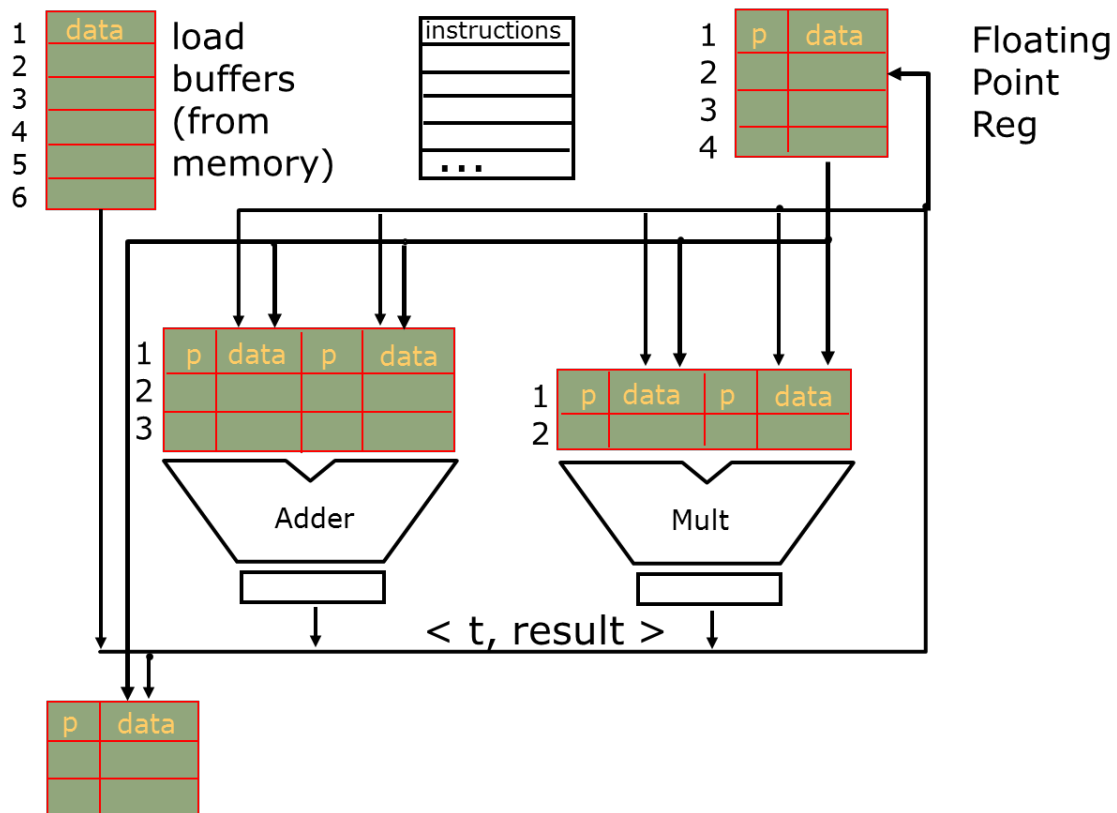 1
2
3
4
5
6
data
load
buffers
(from
memory)
instructions
...
1
2
3
4
p data
Floating
Point
Reg
1
2
3
p data p data
1
2
p data p data
Adder
Mult
< t, result >
p data